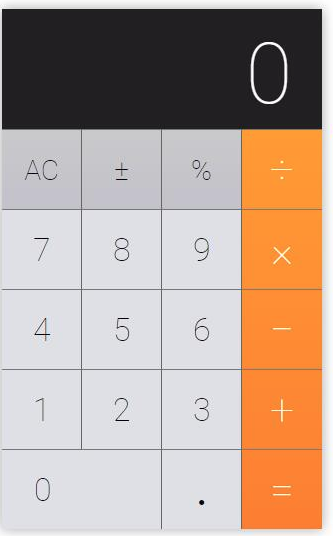 0
AC ± % ÷
7 8 9 ×
4 5 6 −
1 2 3 +
0 . =